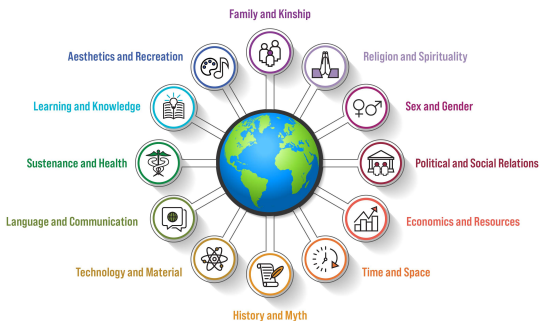 Family and Kinship
Aesthetics and Recreation
Religion and Spirituality
Learning and Knowledge
Sex and Gender
Sustenance and Health
Political and Social Relations
Language and Communication
Economics and Resources
Technology and Material
Time and Space
History and Myth